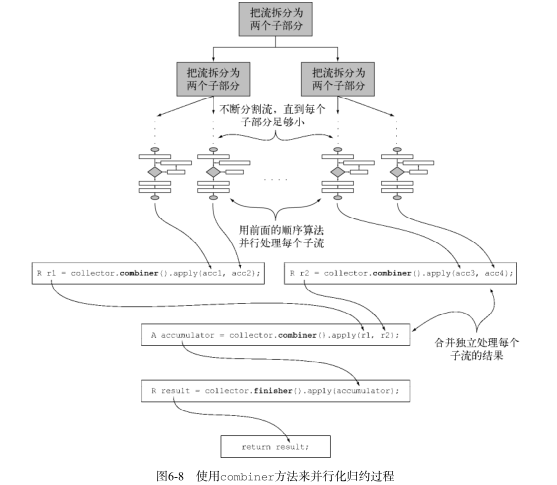 把流拆分为
两个子部分
把流拆分为
两个子部分
把流拆分为
两个子部分
不断分割流，直到每个
子部分足够小
. . . .
用前面的顺序算法
并行处理每个子流
R r1 = collector.combiner().apply(acc1, acc2);
R r2 = collector.combiner().apply(acc3, acc4);
A accumulator = collector.combiner().apply(r1, r2);
合并独立处理每个
子流的结果
R result = collector.finisher().apply(accumulator);
return result;
图6-8 使用combiner方法来并行化归约过程